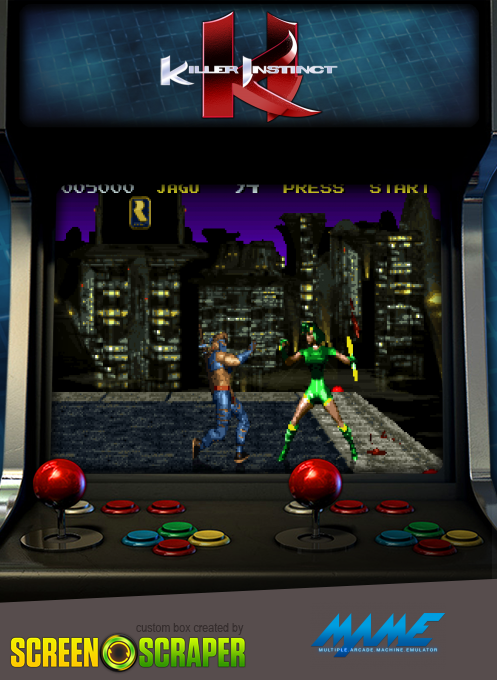 KILLER INSTINCT
005000 JAGO 94 PRESS START
custom box created by
SCREEN SCRAPER
MAME
MULTIPLE ARCADE MACHINE EMULATOR